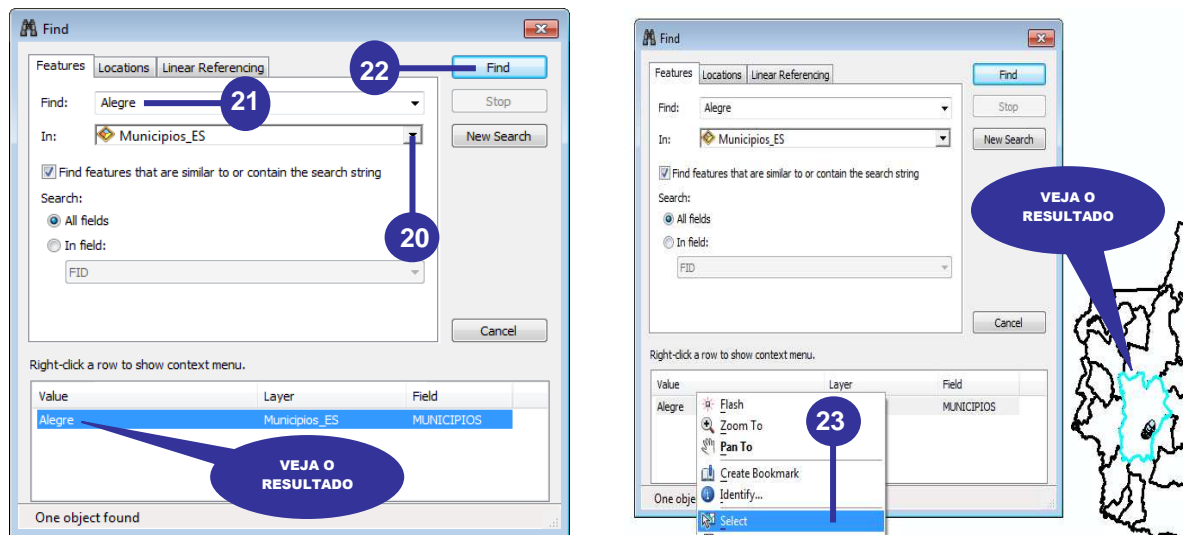 Find
Features Locations Linear Referencing
22
Find
Find: Alegre
21
Stop
In: Municipios_ES
New Search
Find features that are similar to or contain the search string
Search:
All fields
20
In field:
FID
Cancel
Right-click a row to show context menu.
Value Layer Field
Alegre Municipios_ES MUNICIPIOS
VEJA O
RESULTADO
One object found
Find
Features Locations Linear Referencing
Find
Find: Alegre
Stop
In: Municipios_ES
New Search
Find features that are similar to or contain the search string
Search:
All fields
In field:
FID
Cancel
VEJA O
RESULTADO
Right-click a row to show context menu.
Value Layer Field
Alegre MUNICIPIOS
Flash
Zoom To
23
Pan To
Create Bookmark
Identify...
One obje
Select